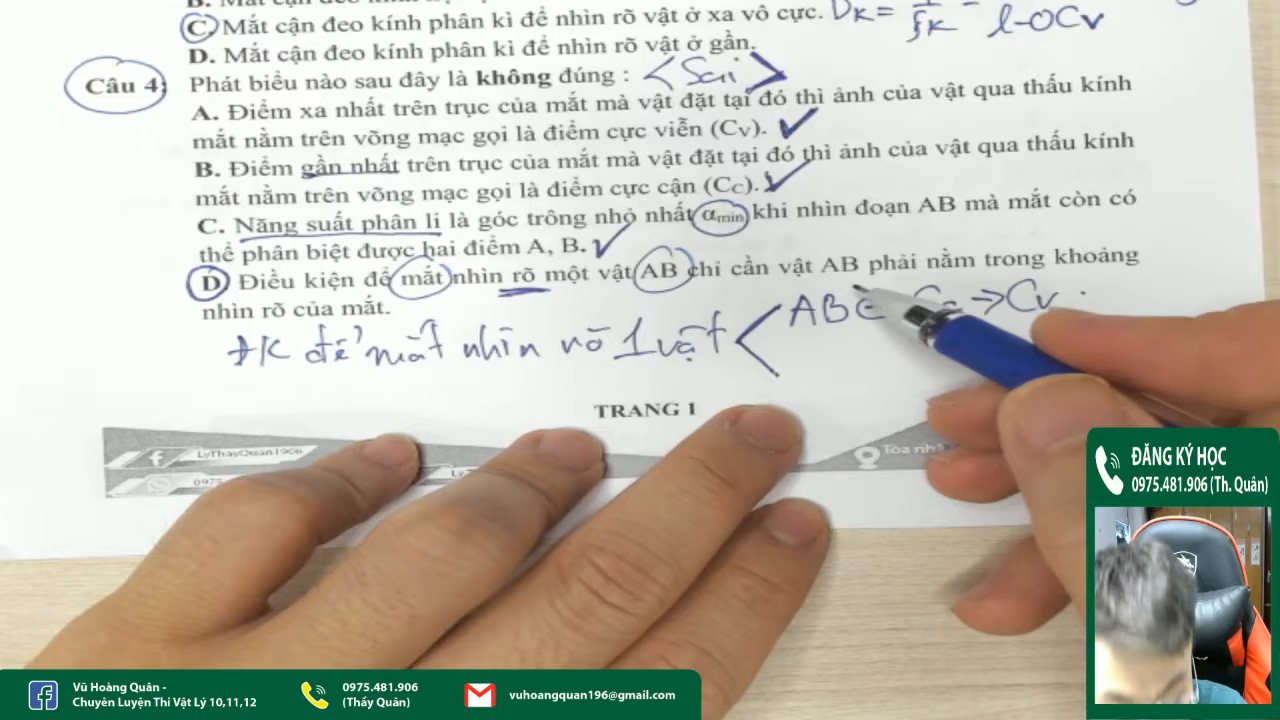 C. Mắt cận đeo kính phân kì để nhìn rõ vật ở xa vô cực. DK = 1/fK =
l-OCv
D. Mắt cận đeo kính phân kì để nhìn rõ vật ở gần.
Câu 4: Phát biểu nào sau đây là không đúng : <Sai>
A. Điểm xa nhất trên trục của mắt mà vật đặt tại đó thì ảnh của vật qua thấu kính
mắt nằm trên võng mạc gọi là điểm cực viễn (CV).
B. Điểm gần nhất trên trục của mắt mà vật đặt tại đó thì ảnh của vật qua thấu kính
mắt nằm trên võng mạc gọi là điểm cực cận (CC).
C. Năng suất phân li là góc trông nhỏ nhất αmin khi nhìn đoạn AB mà mắt còn có
thể phân biệt được hai điểm A, B.
D. Điều kiện để mắt nhìn rõ một vật AB chỉ cần vật AB phải nằm trong khoảng
nhìn rõ của mắt.
ĐK để mắt nhìn rõ 1 vật < AB ∈ → Cv
TRANG 1
LyThayQuan1906
0975
Tòa nhà
ĐĂNG KÝ HỌC
0975.481.906 (Th. Quân)
Vũ Hoàng Quân -
Chuyên Luyện Thi Vật Lý 10,11,12
0975.481.906
(Thầy Quân)
vuhoangquan196@gmail.com